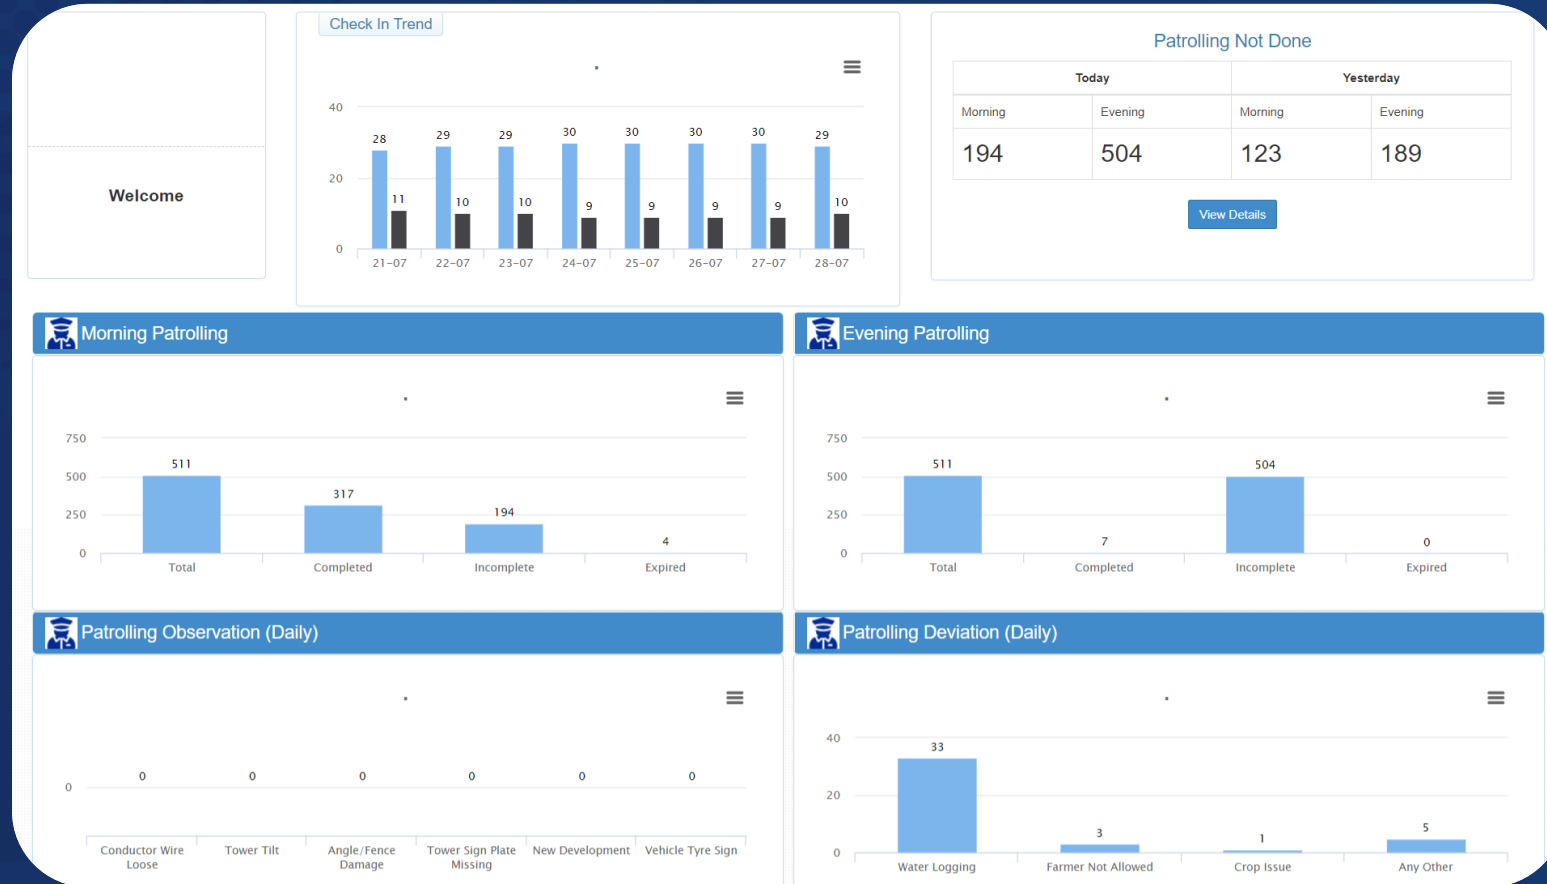 Check In Trend
40
20
0
28
11
29
10
29
10
30
9
30
9
30
9
30
9
29
10
21-07
22-07
23-07
24-07
25-07
26-07
27-07
28-07
Welcome
Patrolling Not Done
Today Yesterday
Morning Evening Morning Evening
194 504 123 189
View Details
Morning Patrolling
750
500
250
0
511
317
194
4
Total
Completed
Incomplete
Expired
Evening Patrolling
750
500
250
0
511
7
504
0
Total
Completed
Incomplete
Expired
Patrolling Observation (Daily)
0
0
0
0
0
0
0
Conductor Wire
Loose
Tower Tilt
Angle/Fence
Damage
Tower Sign Plate
Missing
New Development
Vehicle Tyre Sign
Patrolling Deviation (Daily)
40
20
0
33
3
1
5
Water Logging
Farmer Not Allowed
Crop Issue
Any Other